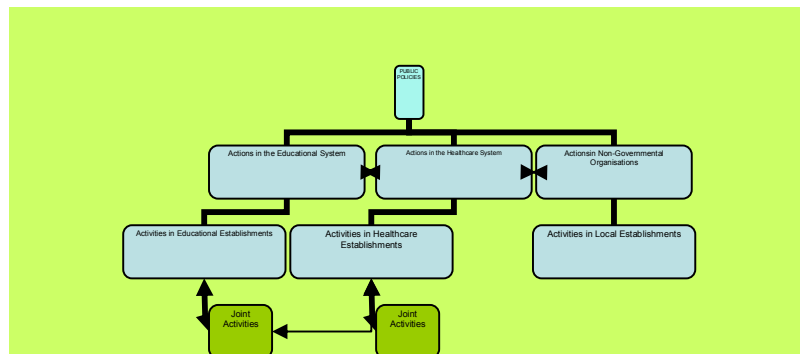 PUBLIC
POLICIES
Actions in the Educational System
Actions in the Healthcare System
Actionsin Non-Governmental
Organisations
Activities in Educational Establishments
Activities in Healthcare
Establishments
Activities in Local Establishments
Joint
Activities
Joint
Activities